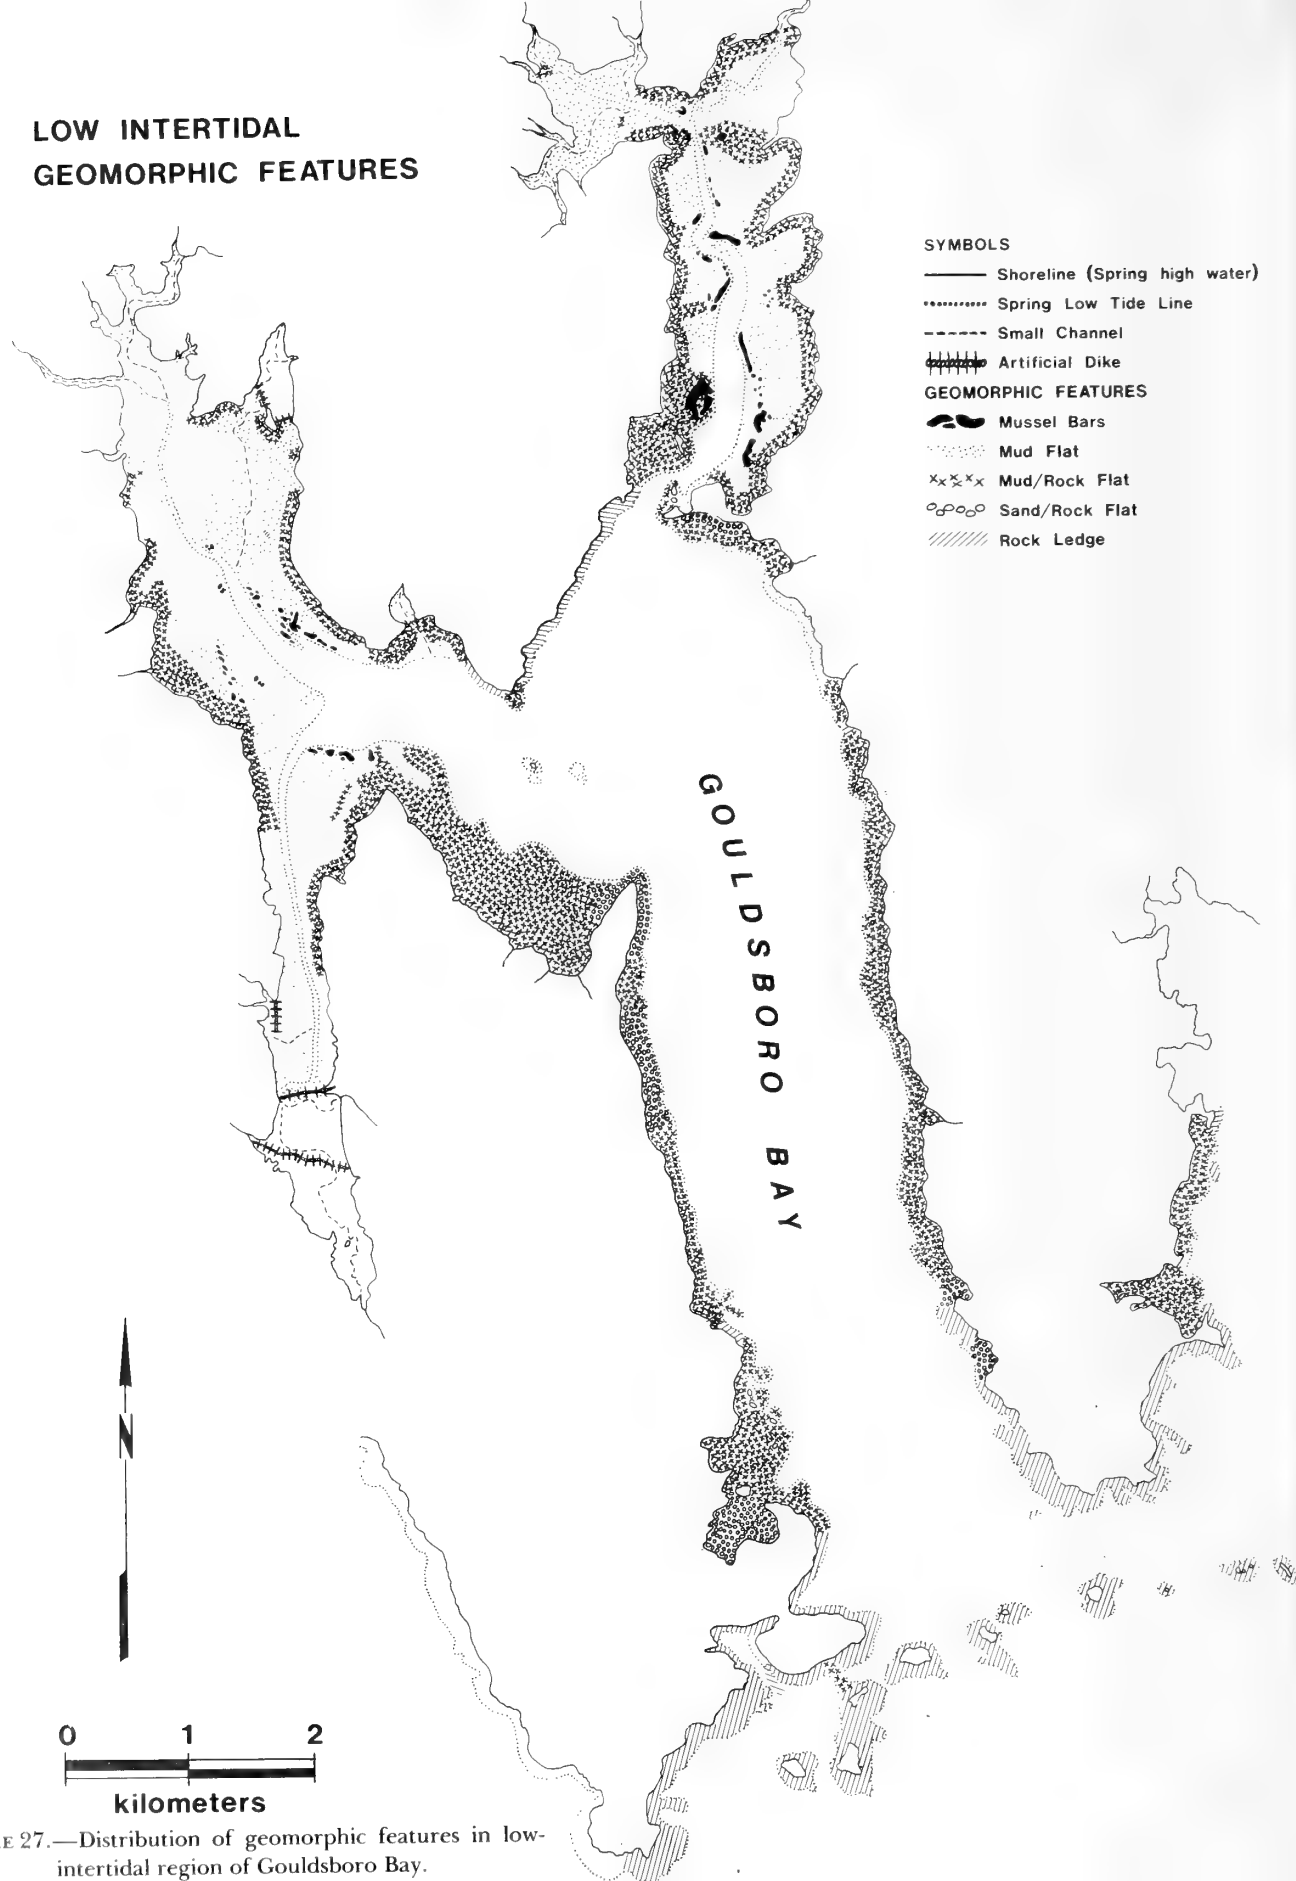 LOW INTERTIDAL
GEOMORPHIC FEATURES
SYMBOLS
Shoreline (Spring high water)
Spring Low Tide Line
Small Channel
Artificial Dike
GEOMORPHIC FEATURES
Mussel Bars
Mud Flat
Mud/Rock Flat
Sand/Rock Flat
Rock Ledge
GOULDSBORO BAY
N
0 1 2
kilometers
E 27.—Distribution of geomorphic features in low-
intertidal region of Gouldsboro Bay.